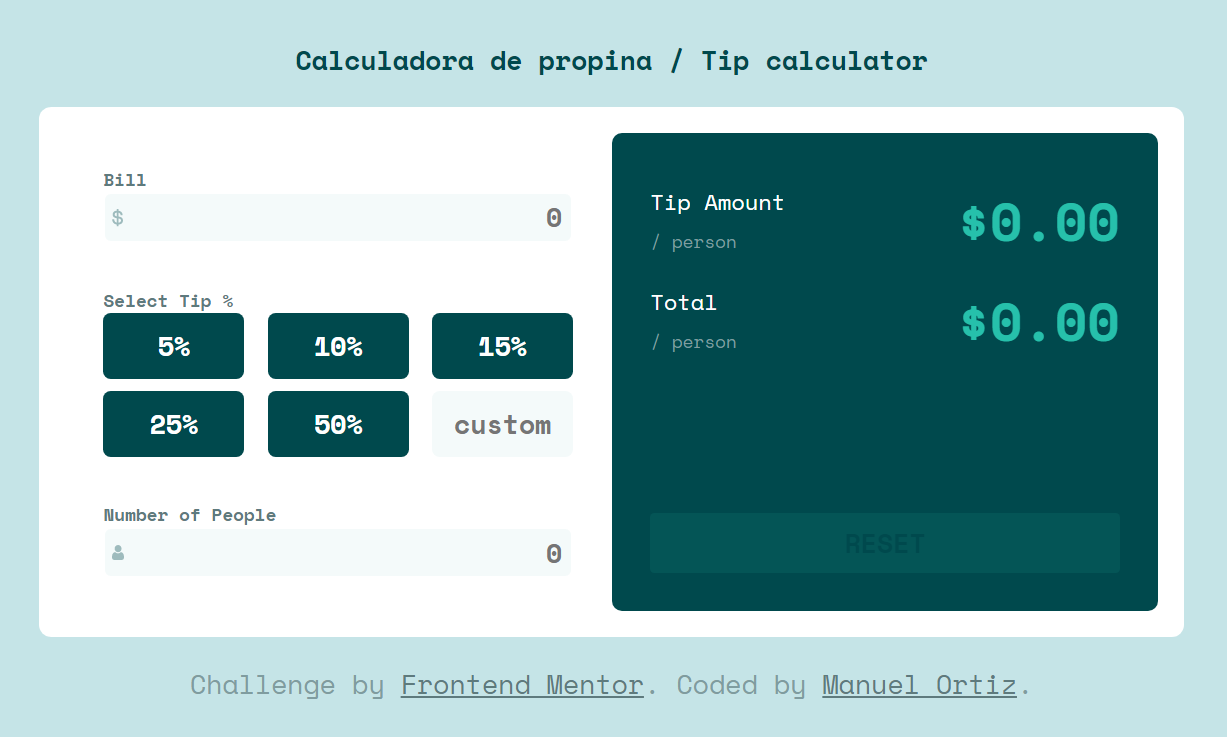 Calculadora de propina / Tip calculator
Bill
$ 0
Select Tip %
5% 10% 15%
25% 50% custom
Number of People
0
Tip Amount
/ person
$0.00
Total
/ person
$0.00
RESET
Challenge by Frontend Mentor. Coded by Manuel Ortiz.